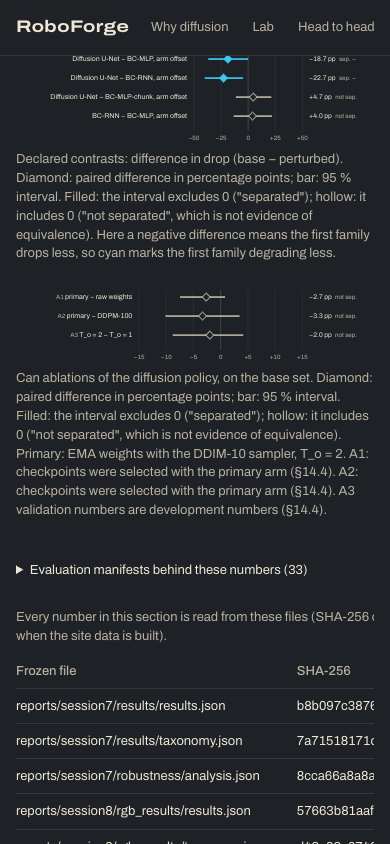 RoboForge Why diffusion Lab Head to head
Diffusion U-Net – BC-MLP, arm offset −18.7 pp sep. −
Diffusion U-Net – BC-RNN, arm offset −22.7 pp sep. −
Diffusion U-Net – BC-MLP-chunk, arm offset +4.7 pp not sep.
BC-RNN – BC-MLP, arm offset +4.0 pp not sep.
−50 −25 0 +25 +50
Declared contrasts: difference in drop (base − perturbed).
Diamond: paired difference in percentage points; bar: 95 %
interval. Filled: the interval excludes 0 ("separated"); hollow: it
includes 0 ("not separated", which is not evidence of
equivalence). Here a negative difference means the first family
drops less, so cyan marks the first family degrading less.
A1 primary – raw weights −2.7 pp not sep.
A2 primary – DDPM-100 −3.3 pp not sep.
A3 T_o = 2 – T_o = 1 −2.0 pp not sep.
−15 −10 −5 0 +5 +10 +15
Can ablations of the diffusion policy, on the base set. Diamond:
paired difference in percentage points; bar: 95 % interval.
Filled: the interval excludes 0 ("separated"); hollow: it includes
0 ("not separated", which is not evidence of equivalence).
Primary: EMA weights with the DDIM-10 sampler, T_o = 2. A1:
checkpoints were selected with the primary arm (§14.4). A2:
checkpoints were selected with the primary arm (§14.4). A3
validation numbers are development numbers (§14.4).
▶ Evaluation manifests behind these numbers (33)
Every number in this section is read from these files (SHA-256
when the site data is built).
Frozen file SHA-256
reports/session7/results/results.json b8b097c3876
reports/session7/results/taxonomy.json 7a71518171
reports/session7/robustness/analysis.json 8cca66a8a8
reports/session8/rgb_results/results.json 57663b81aaf